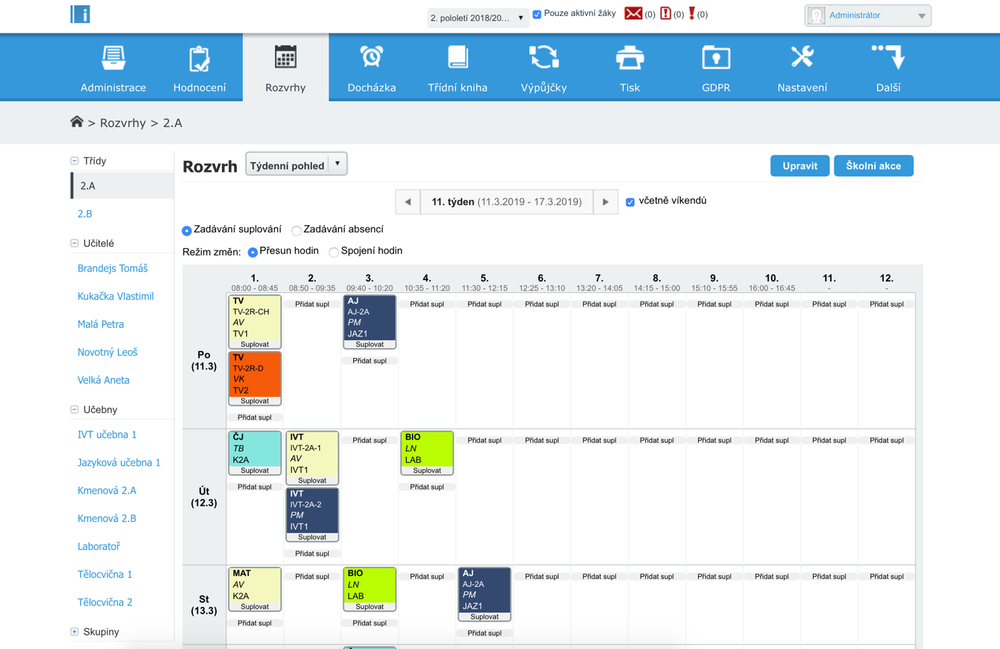 i
2. pololetí 2018/20...
Pouze aktivní žáky
(0)
(0)
(0)
Administrátor
Administrace
Hodnocení
Rozvrhy
Docházka
Třídní kniha
Výpůjčky
Tisk
GDPR
Nastavení
Další
> Rozvrhy > 2.A
Třídy
2.A
2.B
Učitelé
Brandejs Tomáš
Kukačka Vlastimil
Malá Petra
Novotný Leoš
Velká Aneta
Učebny
IVT učebna 1
Jazyková učebna 1
Kmenová 2.A
Kmenová 2.B
Laboratoř
Tělocvična 1
Tělocvična 2
Skupiny
Rozvrh
Týdenní pohled
Upravit
Školní akce
11. týden (11.3.2019 - 17.3.2019)
včetně víkendů
Zadávání suplování
Zadávání absencí
Režim změn:
Přesun hodin
Spojení hodin
1. 2. 3. 4. 5. 6. 7. 8. 9. 10. 11. 12.
08:00 - 08:45 08:50 - 09:35 09:40 - 10:20 10:35 - 11:20 11:30 - 12:15 12:25 - 13:10 13:20 - 14:05 14:15 - 15:00 15:10 - 15:55 16:00 - 16:45 - -
Po
(11.3)
TV
TV-2R-CH
AV
TV1
Suplovat
TV
TV-2R-D
VK
TV2
Suplovat
Přidat supl
Přidat supl
AJ
AJ-2A
PM
JAZ1
Suplovat
Přidat supl
Přidat supl
Přidat supl
Přidat supl
Přidat supl
Přidat supl
Přidat supl
Přidat supl
Přidat supl
Přidat supl
Út
(12.3)
ČJ
TB
K2A
Suplovat
Přidat supl
IVT
IVT-2A-1
AV
IVT1
Suplovat
IVT
IVT-2A-2
PM
IVT1
Suplovat
Přidat supl
Přidat supl
BIO
LN
LAB
Suplovat
Přidat supl
Přidat supl
Přidat supl
Přidat supl
Přidat supl
Přidat supl
Přidat supl
Přidat supl
Přidat supl
St
(13.3)
MAT
AV
K2A
Suplovat
Přidat supl
Přidat supl
BIO
LN
LAB
Suplovat
Přidat supl
Přidat supl
AJ
AJ-2A
PM
JAZ1
Suplovat
Přidat supl
Přidat supl
Přidat supl
Přidat supl
Přidat supl
Přidat supl
Přidat supl
Přidat supl